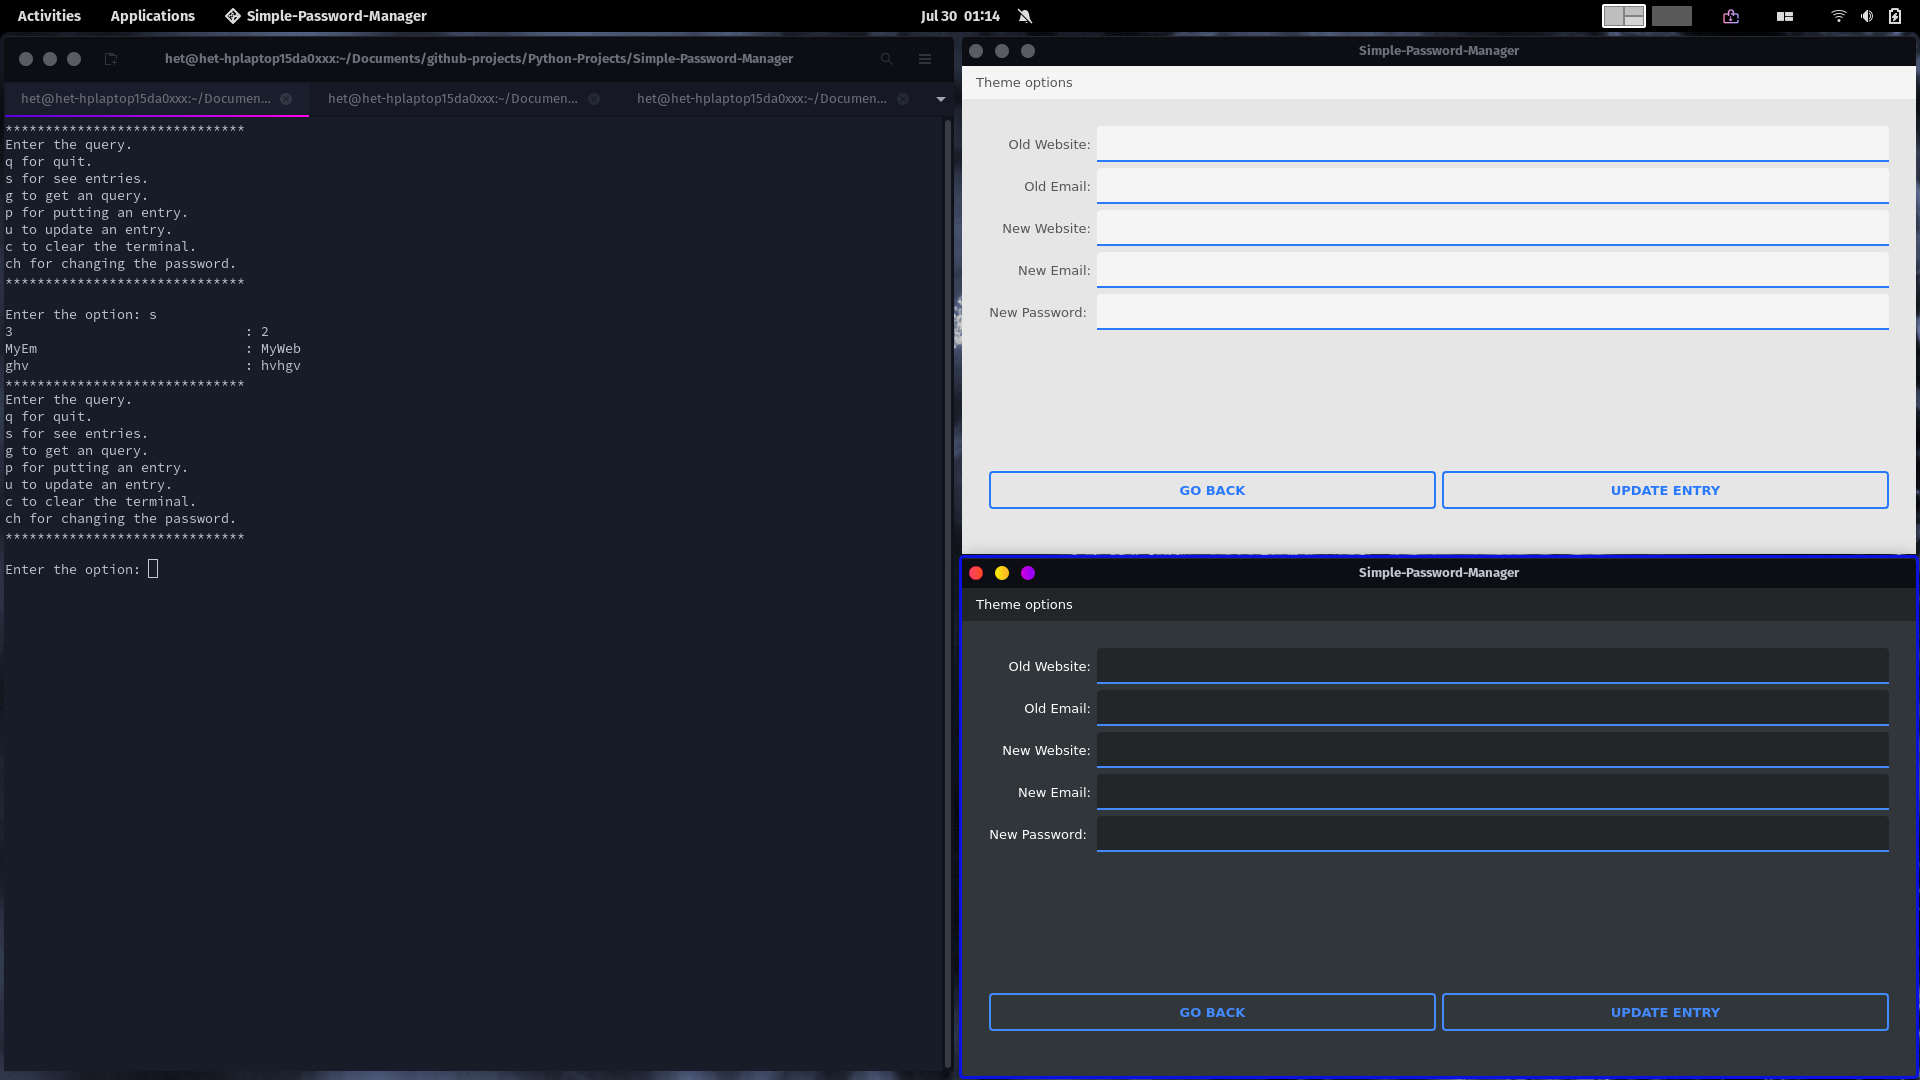 Activities Applications Simple-Password-Manager Jul 30 01:14
het@het-hplaptop15da0xxx:~/Documents/github-projects/Python-Projects/Simple-Password-Manager
het@het-hplaptop15da0xxx:~/Documen... het@het-hplaptop15da0xxx:~/Documen... het@het-hplaptop15da0xxx:~/Documen...
******************************
Enter the query.
q for quit.
s for see entries.
g to get an query.
p for putting an entry.
u to update an entry.
c to clear the terminal.
ch for changing the password.
******************************
Enter the option: s
3 : 2
MyEm : MyWeb
ghv : hvhgv
******************************
Enter the query.
q for quit.
s for see entries.
g to get an query.
p for putting an entry.
u to update an entry.
c to clear the terminal.
ch for changing the password.
******************************
Enter the option:
Simple-Password-Manager
Theme options
Old Website:
Old Email:
New Website:
New Email:
New Password:
GO BACK UPDATE ENTRY
Simple-Password-Manager
Theme options
Old Website:
Old Email:
New Website:
New Email:
New Password:
GO BACK UPDATE ENTRY